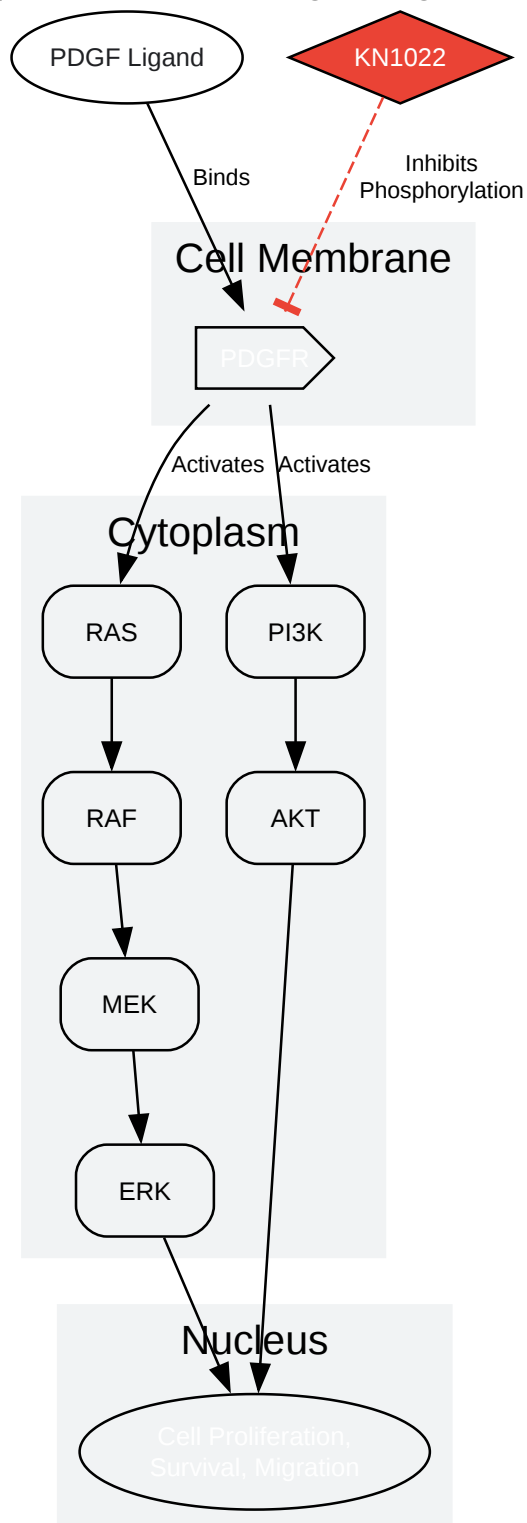 PDGF Ligand
KN1022
Binds
Inhibits
Phosphorylation
Cell Membrane
PDGFR
Activates
Activates
Cytoplasm
RAS
PI3K
RAF
AKT
MEK
ERK
Nucleus
Cell Proliferation,
Survival, Migration